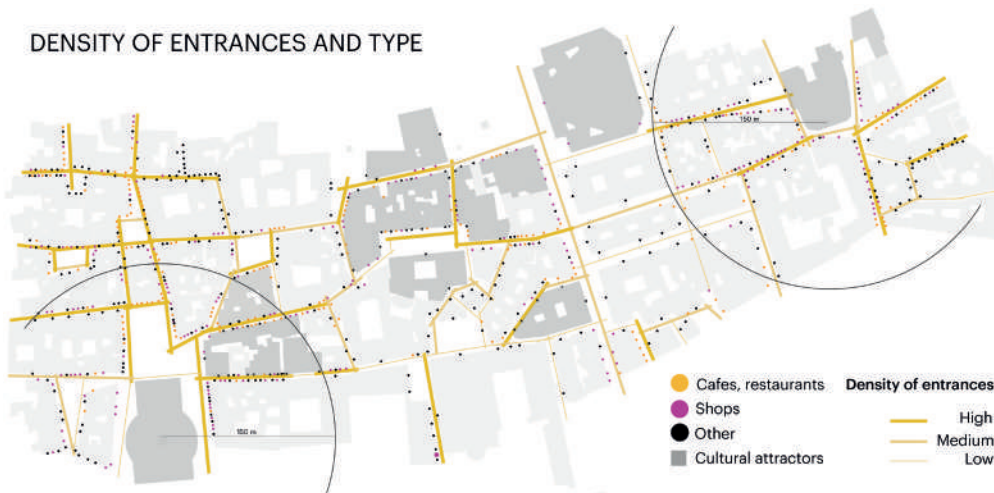 DENSITY OF ENTRANCES AND TYPE
150 m
150 m
Cafes, restaurants
Shops
Other
Cultural attractors
Density of entrances
High
Medium
Low